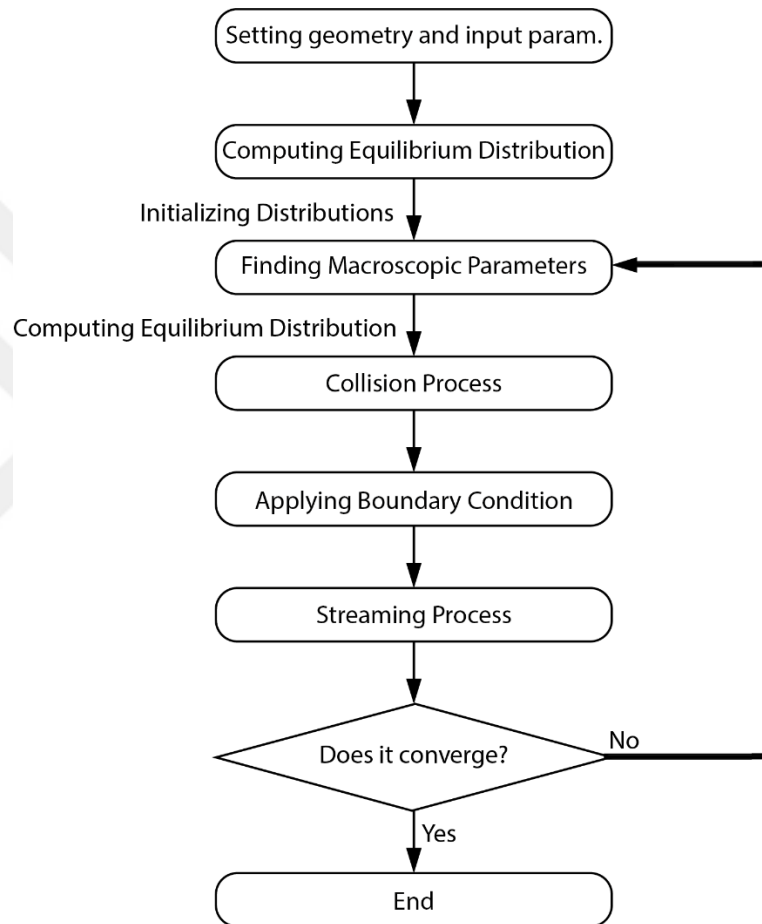 Setting geometry and input param.
Computing Equilibrium Distribution
Initializing Distributions
Finding Macroscopic Parameters
Computing Equilibrium Distribution
Collision Process
Applying Boundary Condition
Streaming Process
Does it converge?
No
Yes
End